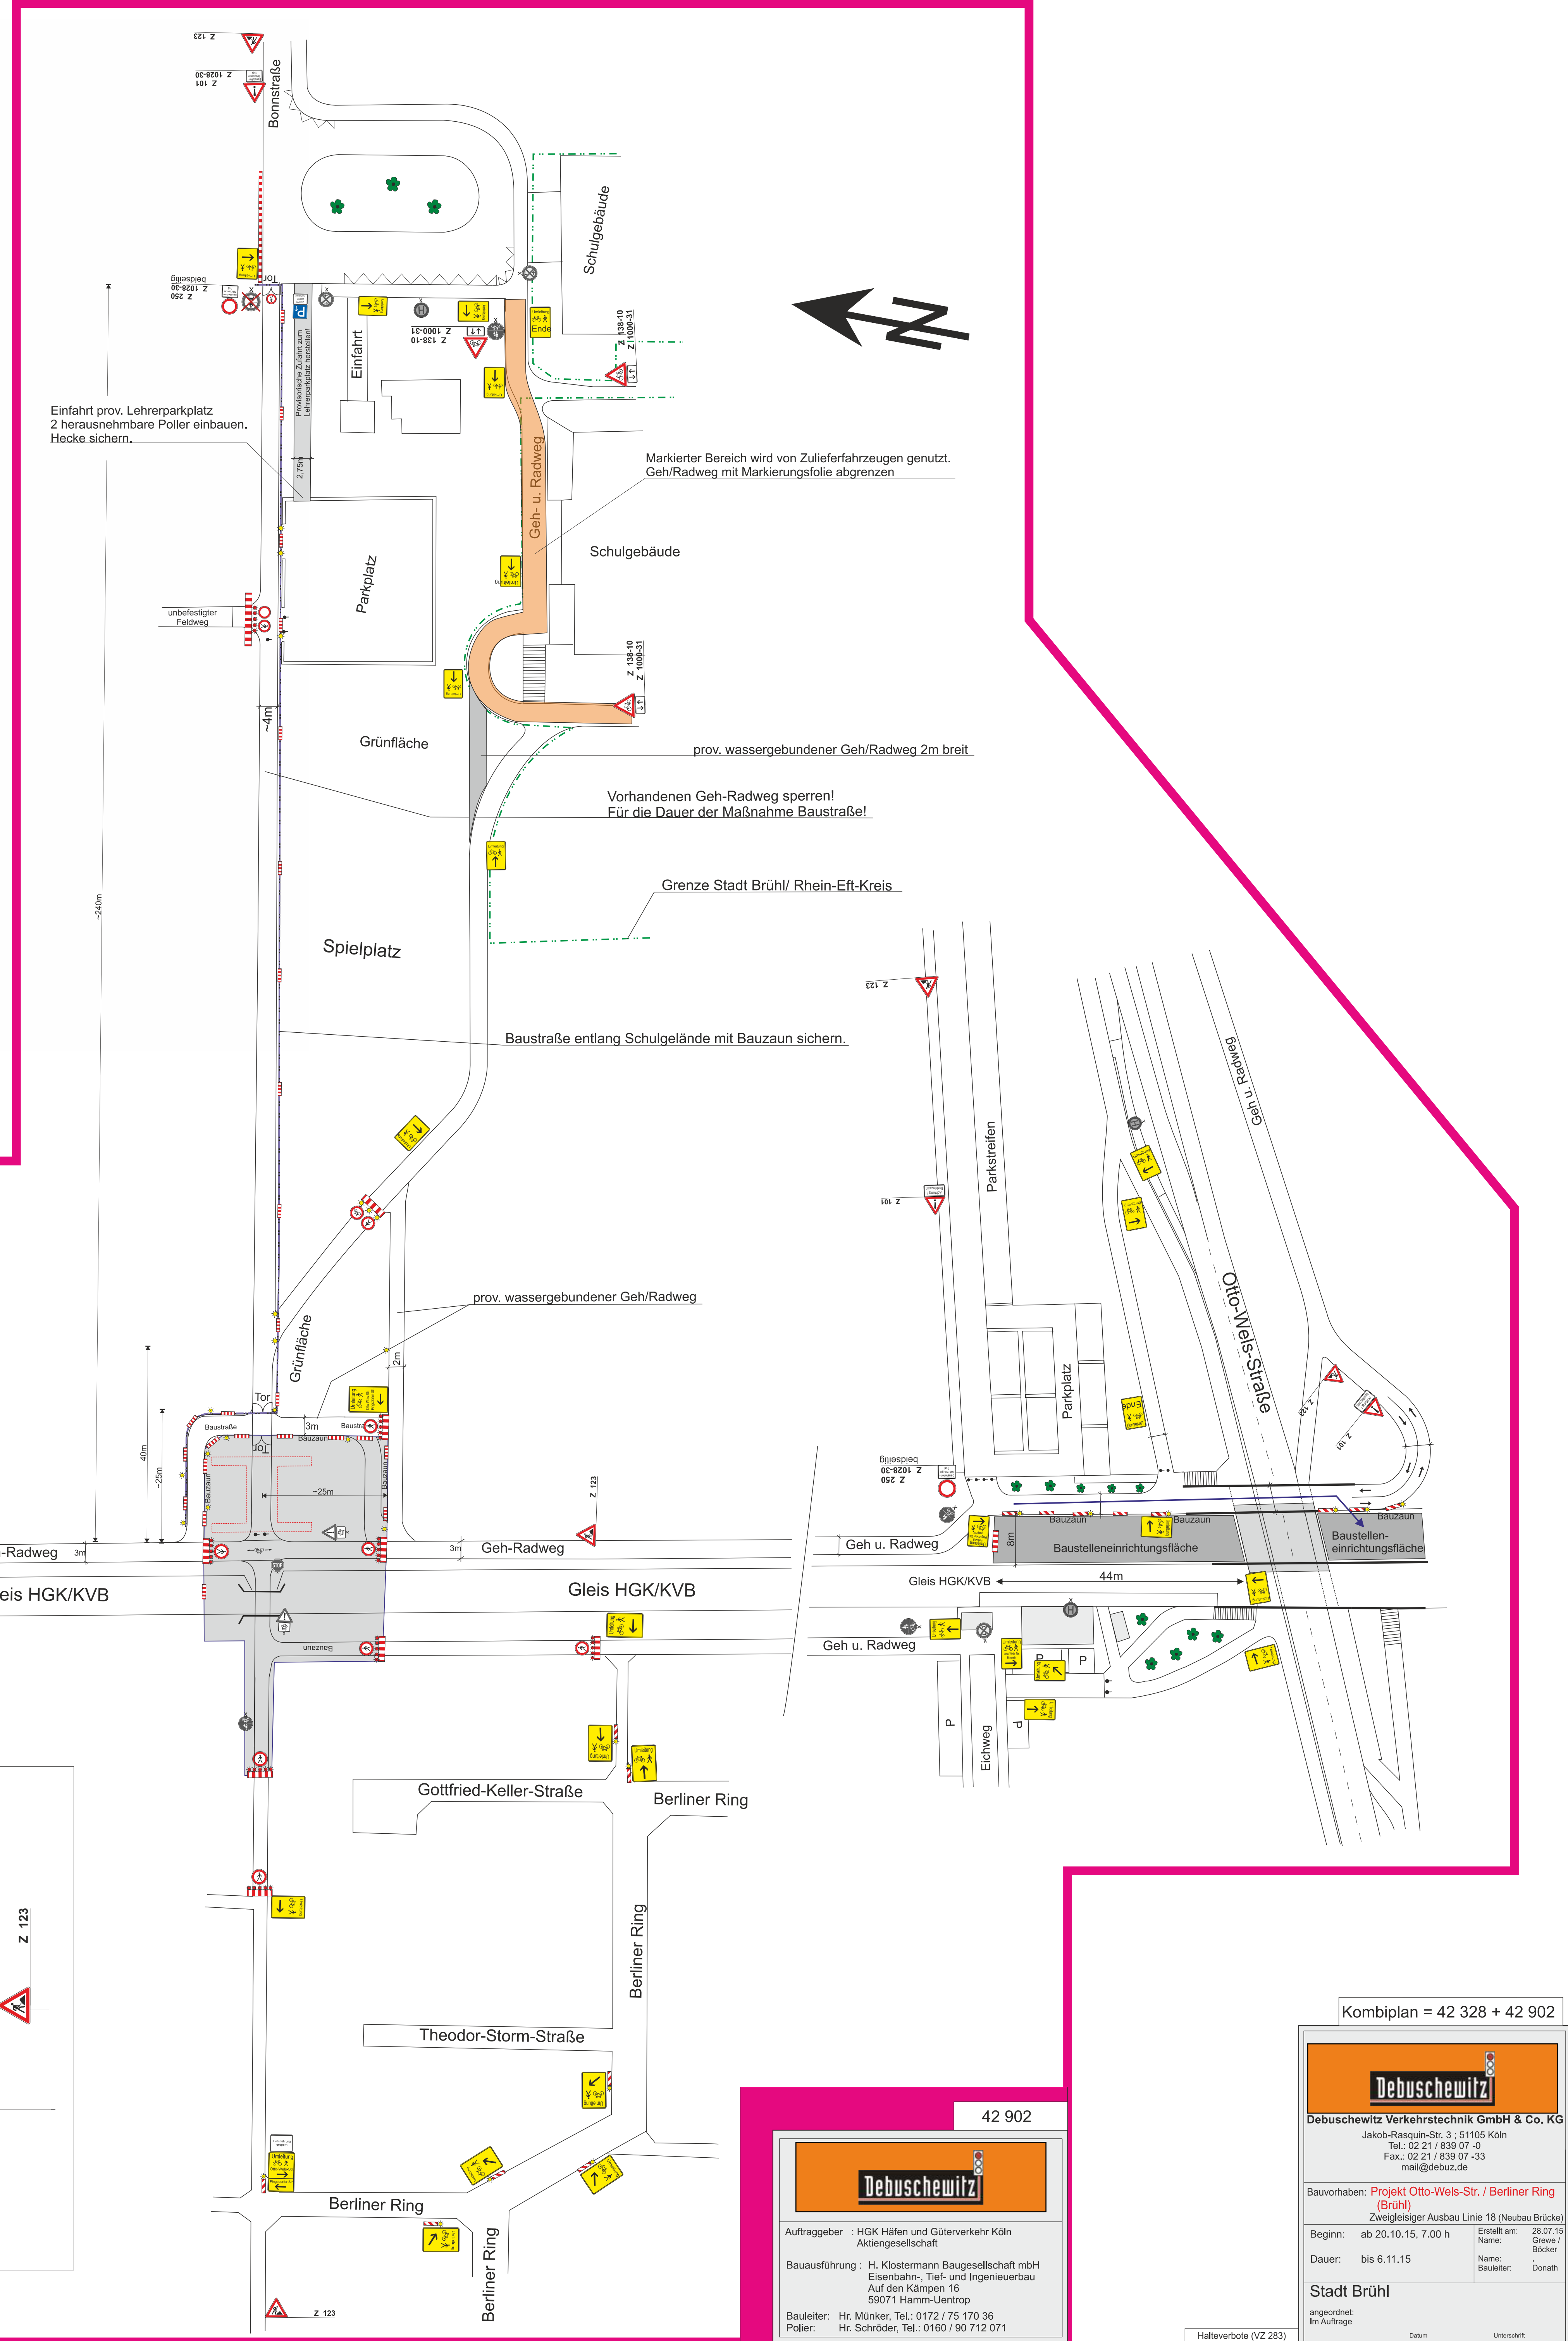 Z 123
Z 1028-30
Z 101
Bonnstraße
Schulgebäude
Z 250
Z 1028-30
beidseitig
Tor
Umleitung
Ende
Z 138-10
Z 1000-31
Z 138-10
Z 1000-31
Einfahrt
Provisorische Zufahrt zum
Lehrerparkplatz herstellen!
Einfahrt prov. Lehrerparkplatz
2 herausnehmbare Poller einbauen.
Hecke sichern.
2,75m
Geh- u. Radweg
Markierter Bereich wird von Zulieferfahrzeugen genutzt.
Geh/Radweg mit Markierungsfolie abgrenzen
Schulgebäude
Parkplatz
Umleitung
unbefestigter
Feldweg
Z 138-10
Z 1000-31
~4m
Grünfläche
prov. wassergebundener Geh/Radweg 2m breit
Vorhandenen Geh-Radweg sperren!
Für die Dauer der Maßnahme Baustraße!
~240m
Grenze Stadt Brühl/ Rhein-Eft-Kreis
Spielplatz
Z 123
Baustraße entlang Schulgelände mit Bauzaun sichern.
Geh u. Radweg
Parkstreifen
Z 101
prov. wassergebundener Geh/Radweg
Otto-Wels-Straße
Grünfläche
2m
Parkplatz
Umleitung
Ende
Z 123
Z 101
40m
~25m
Tor
Baustraße
3m
Bauzaun
Tor
Bauzaun
Bauzaun
~25m
Z 250
Z 1028-30
beidseitig
Z 123
Bauzaun
Bauzaun
Bauzaun
8m
Baustelleneinrichtungsfläche
Baustellen-
einrichtungsfläche
-Radweg
3m
3m
Geh-Radweg
Geh u. Radweg
eis HGK/KVB
Gleis HGK/KVB
Gleis HGK/KVB
44m
Bauzaun
Umleitung
Geh u. Radweg
P
P
P
P
Eichweg
Umleitung
Umleitung
Gottfried-Keller-Straße
Berliner Ring
Z 123
Berliner Ring
Theodor-Storm-Straße
Umleitung
Berliner Ring
Berliner Ring
Z 123
Kombiplan = 42 328 + 42 902
Debuschewitz
Debuschewitz Verkehrstechnik GmbH & Co. KG
Jakob-Rasquin-Str. 3 ; 51105 Köln
Tel.: 02 21 / 839 07 -0
Fax.: 02 21 / 839 07 -33
mail@debuz.de
Bauvorhaben: Projekt Otto-Wels-Str. / Berliner Ring
(Brühl)
Zweigleisiger Ausbau Linie 18 (Neubau Brücke)
Beginn: ab 20.10.15, 7.00 h
Dauer: bis 6.11.15
Erstellt am: 28.07.15
Name: Grewe /
Böcker
Name: .
Bauleiter: Donath
Stadt Brühl
angeordnet:
Im Auftrage
Datum Unterschrift
Halteverbote (VZ 283)
42 902
Debuschewitz
Auftraggeber : HGK Häfen und Güterverkehr Köln
Aktiengesellschaft
Bauausführung : H. Klostermann Baugesellschaft mbH
Eisenbahn-, Tief- und Ingenieurbau
Auf den Kämpen 16
59071 Hamm-Uentrop
Bauleiter: Hr. Münker, Tel.: 0172 / 75 170 36
Polier: Hr. Schröder, Tel.: 0160 / 90 712 071